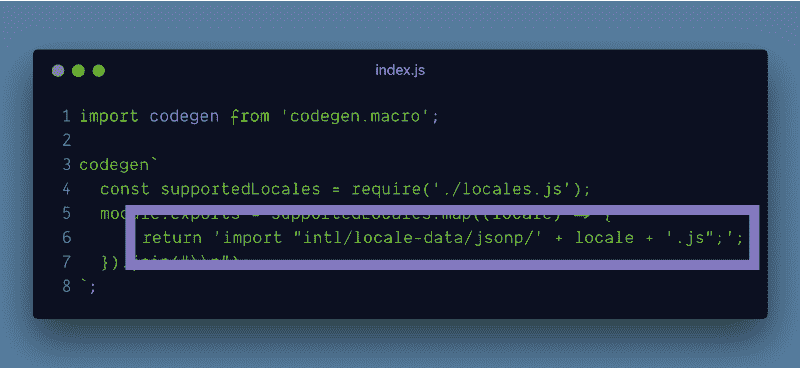 index.js
1 import codegen from 'codegen.macro';
2
3 codegen`
4 const supportedLocales = require('./locales.js');
5 module.exports = supportedLocales.map((locale) => {
6 return 'import "intl/locale-data/jsonp/' + locale + '.js";';
7 }).join("\\n");
8 `;